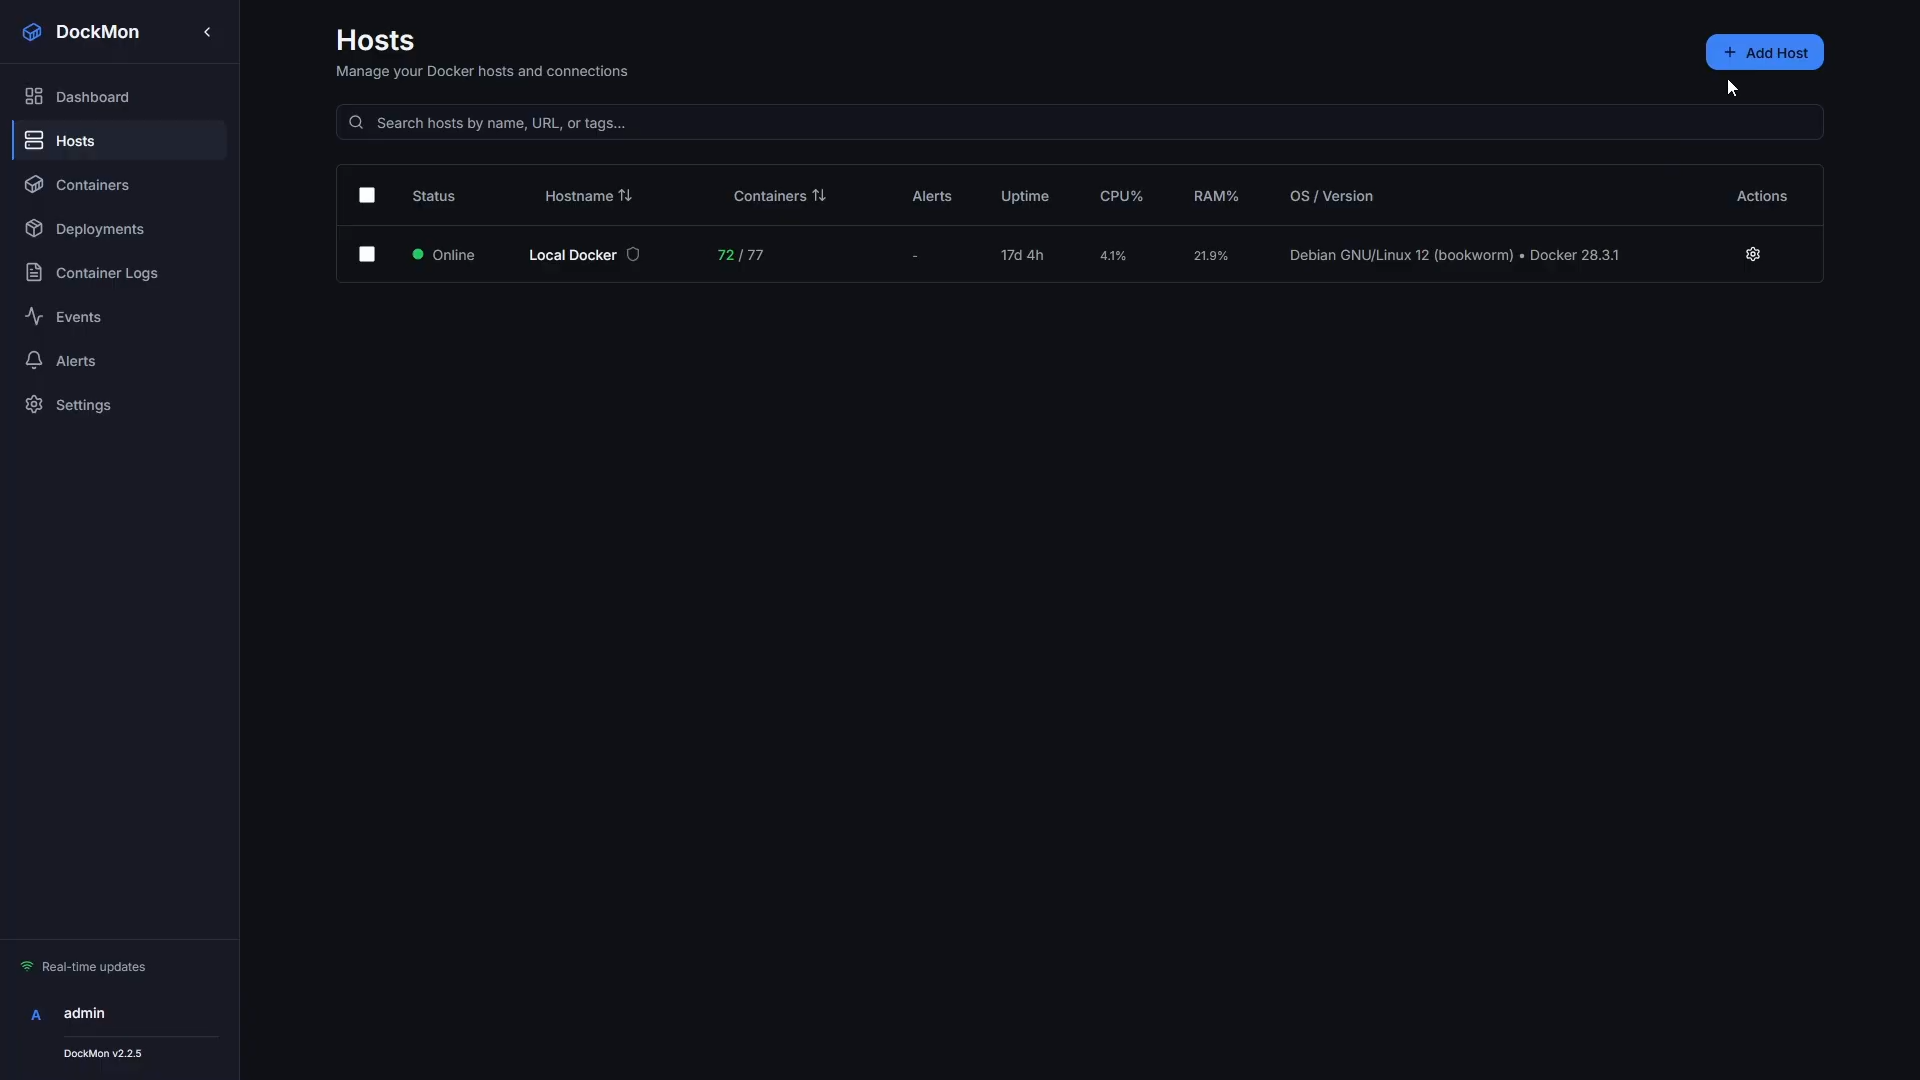 DockMon
Dashboard
Hosts
Containers
Deployments
Container Logs
Events
Alerts
Settings
Real-time updates
A admin
DockMon v2.2.5
Hosts
Manage your Docker hosts and connections
+ Add Host
Search hosts by name, URL, or tags...
Status Hostname Containers Alerts Uptime CPU% RAM% OS / Version Actions
Online Local Docker 72 / 77 - 17d 4h 4.1% 21.9% Debian GNU/Linux 12 (bookworm) • Docker 28.3.1